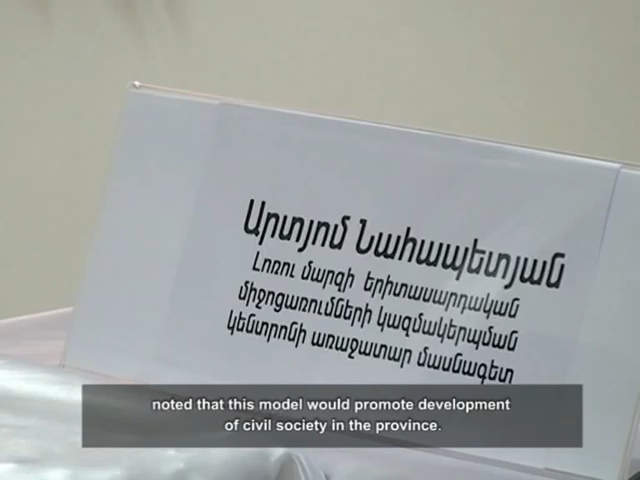 Արտյոմ Նահապետյան
Լոռու մարզի երիտասարդական
միջոցառումների կազմակերպման
կենտրոնի առաջատար մասնագետ
noted that this model would promote development
of civil society in the province.